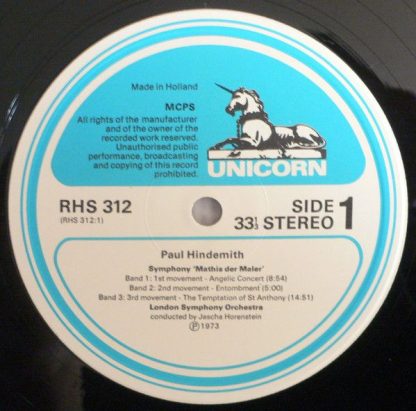 Made in Holland
MCPS
All rights of the manufacturer
and of the owner of the
recorded work reserved.
Unauthorised public
performance, broadcasting
and copying of this record
prohibited.
UNICORN
RHS 312
(RHS 312:1)
SIDE 1
33⅓ STEREO
Paul Hindemith
Symphony 'Mathis der Maler'
Band 1: 1st movement - Angelic Concert (8:54)
Band 2: 2nd movement - Entombment (5:00)
Band 3: 3rd movement - The Temptation of St Anthony (14:51)
London Symphony Orchestra
conducted by Jascha Horenstein
Ⓟ 1973